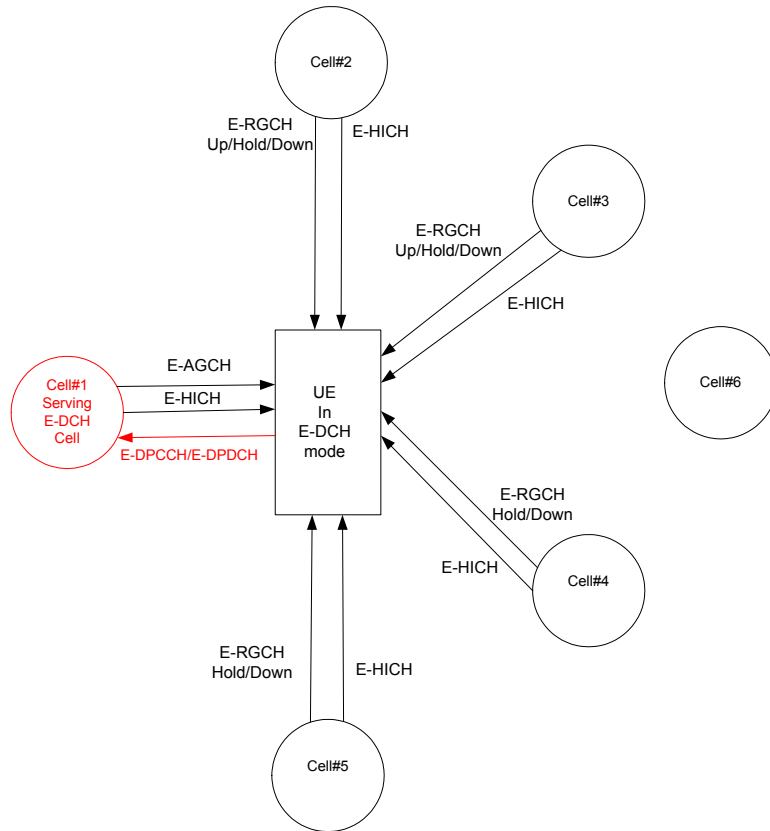 Cell#2
E-RGCH
Up/Hold/Down
E-HICH
Cell#3
E-RGCH
Up/Hold/Down
E-HICH
Cell#1
Serving
E-DCH
Cell
E-AGCH
E-HICH
E-DPCCH/E-DPDCH
UE
In
E-DCH
mode
Cell#6
E-RGCH
Hold/Down
E-HICH
Cell#4
E-RGCH
Hold/Down
E-HICH
Cell#5